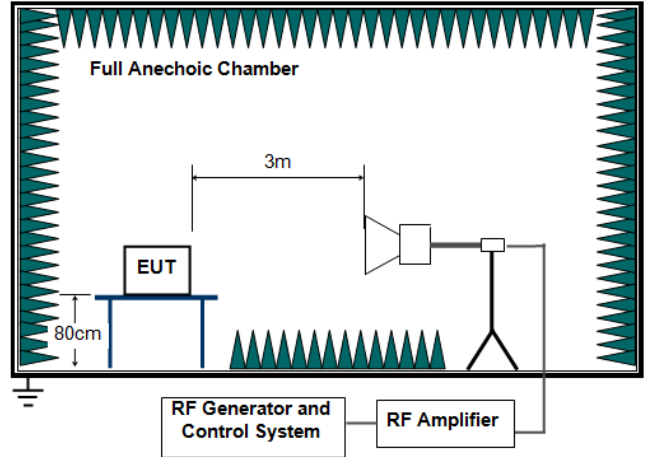 Full Anechoic Chamber
3m
EUT
80cm
RF Generator and
Control System
RF Amplifier